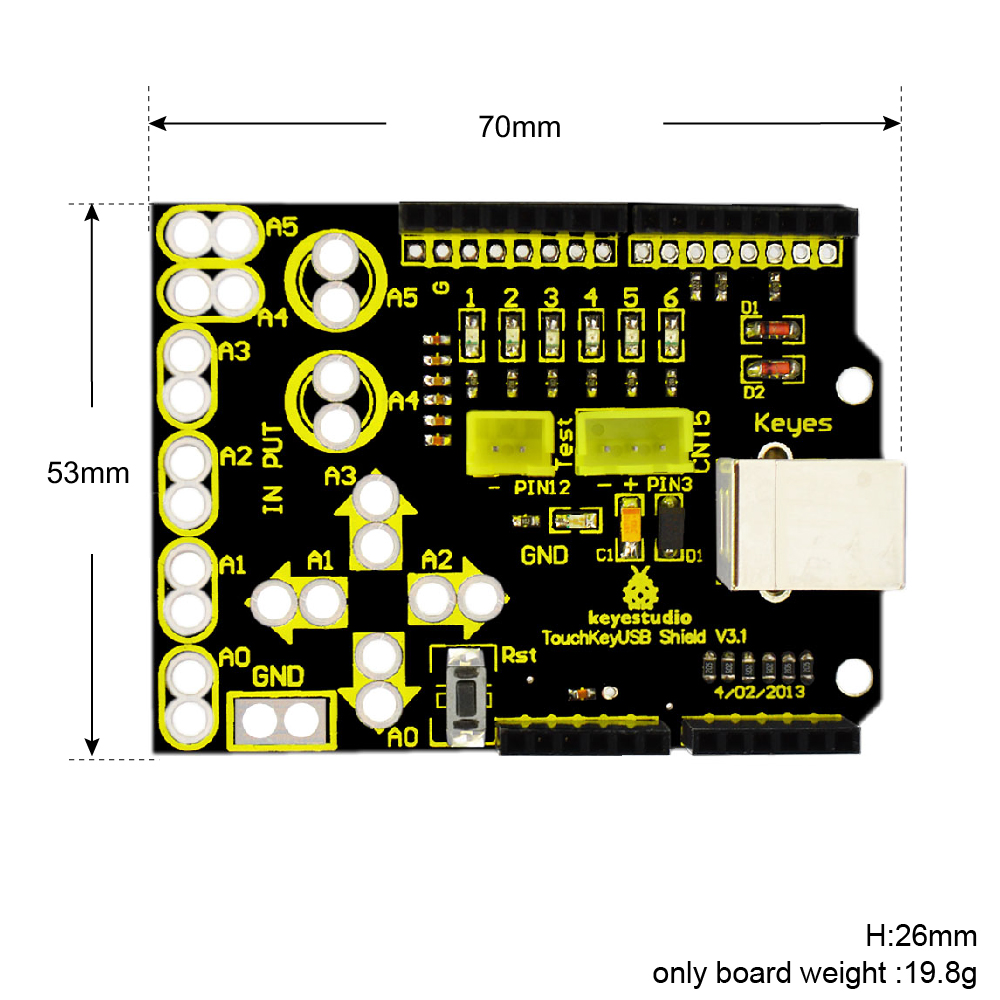 70mm
53mm
A5
A4
A5
A4
A3
A2
A1
A0
IN PUT
A3
A1
A2
A0
GND
G
1 2 3 4 5 6
D1
D2
Keyes
Test
CNT5
- PIN12
- + PIN3
GND
C1
D1
keyestudio
TouchKeyUSB Shield V3.1
Rst
4/02/2013
H:26mm
only board weight :19.8g